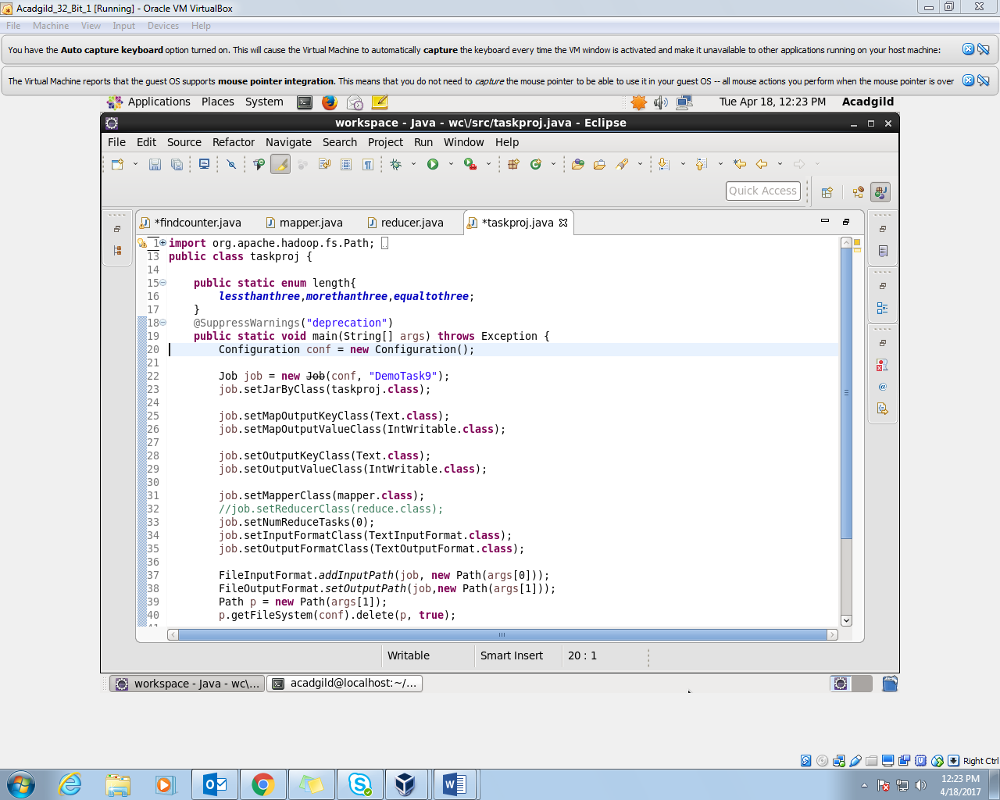 Acadgild_32_Bit_1 [Running] - Oracle VM VirtualBox
File Machine View Input Devices Help
You have the Auto capture keyboard option turned on. This will cause the Virtual Machine to automatically capture the keyboard every time the VM window is activated and make it unavailable to other applications running on your host machine:
The Virtual Machine reports that the guest OS supports mouse pointer integration. This means that you do not need to capture the mouse pointer to be able to use it in your guest OS -- all mouse actions you perform when the mouse pointer is over
Applications Places System Tue Apr 18, 12:23 PM Acadgild
workspace - Java - wc\/src/taskproj.java - Eclipse
File Edit Source Refactor Navigate Search Project Run Window Help
Quick Access
*findcounter.java mapper.java reducer.java *taskproj.java
1 import org.apache.hadoop.fs.Path;
13 public class taskproj {
14
15 public static enum length{
16 lessthanthree,morethanthree,equaltothree;
17 }
18 @SuppressWarnings("deprecation")
19 public static void main(String[] args) throws Exception {
20 Configuration conf = new Configuration();
21
22 Job job = new Job(conf, "DemoTask9");
23 job.setJarByClass(taskproj.class);
24
25 job.setMapOutputKeyClass(Text.class);
26 job.setMapOutputValueClass(IntWritable.class);
27
28 job.setOutputKeyClass(Text.class);
29 job.setOutputValueClass(IntWritable.class);
30
31 job.setMapperClass(mapper.class);
32 //job.setReducerClass(reduce.class);
33 job.setNumReduceTasks(0);
34 job.setInputFormatClass(TextInputFormat.class);
35 job.setOutputFormatClass(TextOutputFormat.class);
36
37 FileInputFormat.addInputPath(job, new Path(args[0]));
38 FileOutputFormat.setOutputPath(job,new Path(args[1]));
39 Path p = new Path(args[1]);
40 p.getFileSystem(conf).delete(p, true);
Writable Smart Insert 20 : 1
workspace - Java - wc\... acadgild@localhost:~/...
Right Ctrl
12:23 PM
4/18/2017